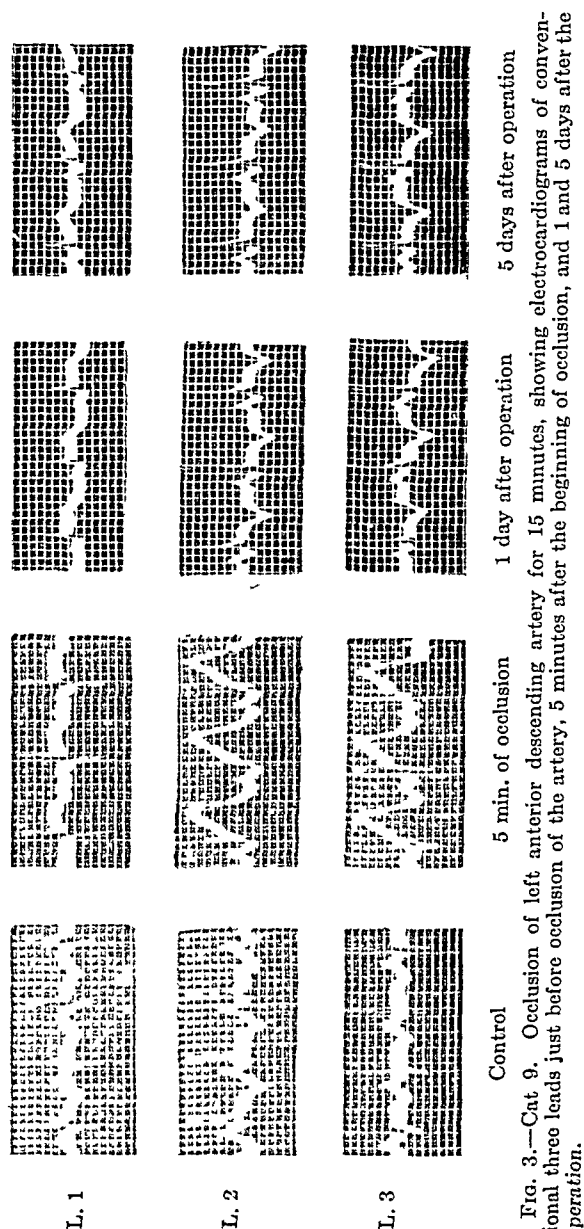 L. 1
L. 2
L. 3
Control
5 min. of occlusion
1 day after operation
5 days after operation
Fig. 3.—Cat 9. Occlusion of left anterior descending artery for 15 minutes, showing electrocardiograms of conven-
tional three leads just before occlusion of the artery, 5 minutes after the beginning of occlusion, and 1 and 5 days after the
operation.